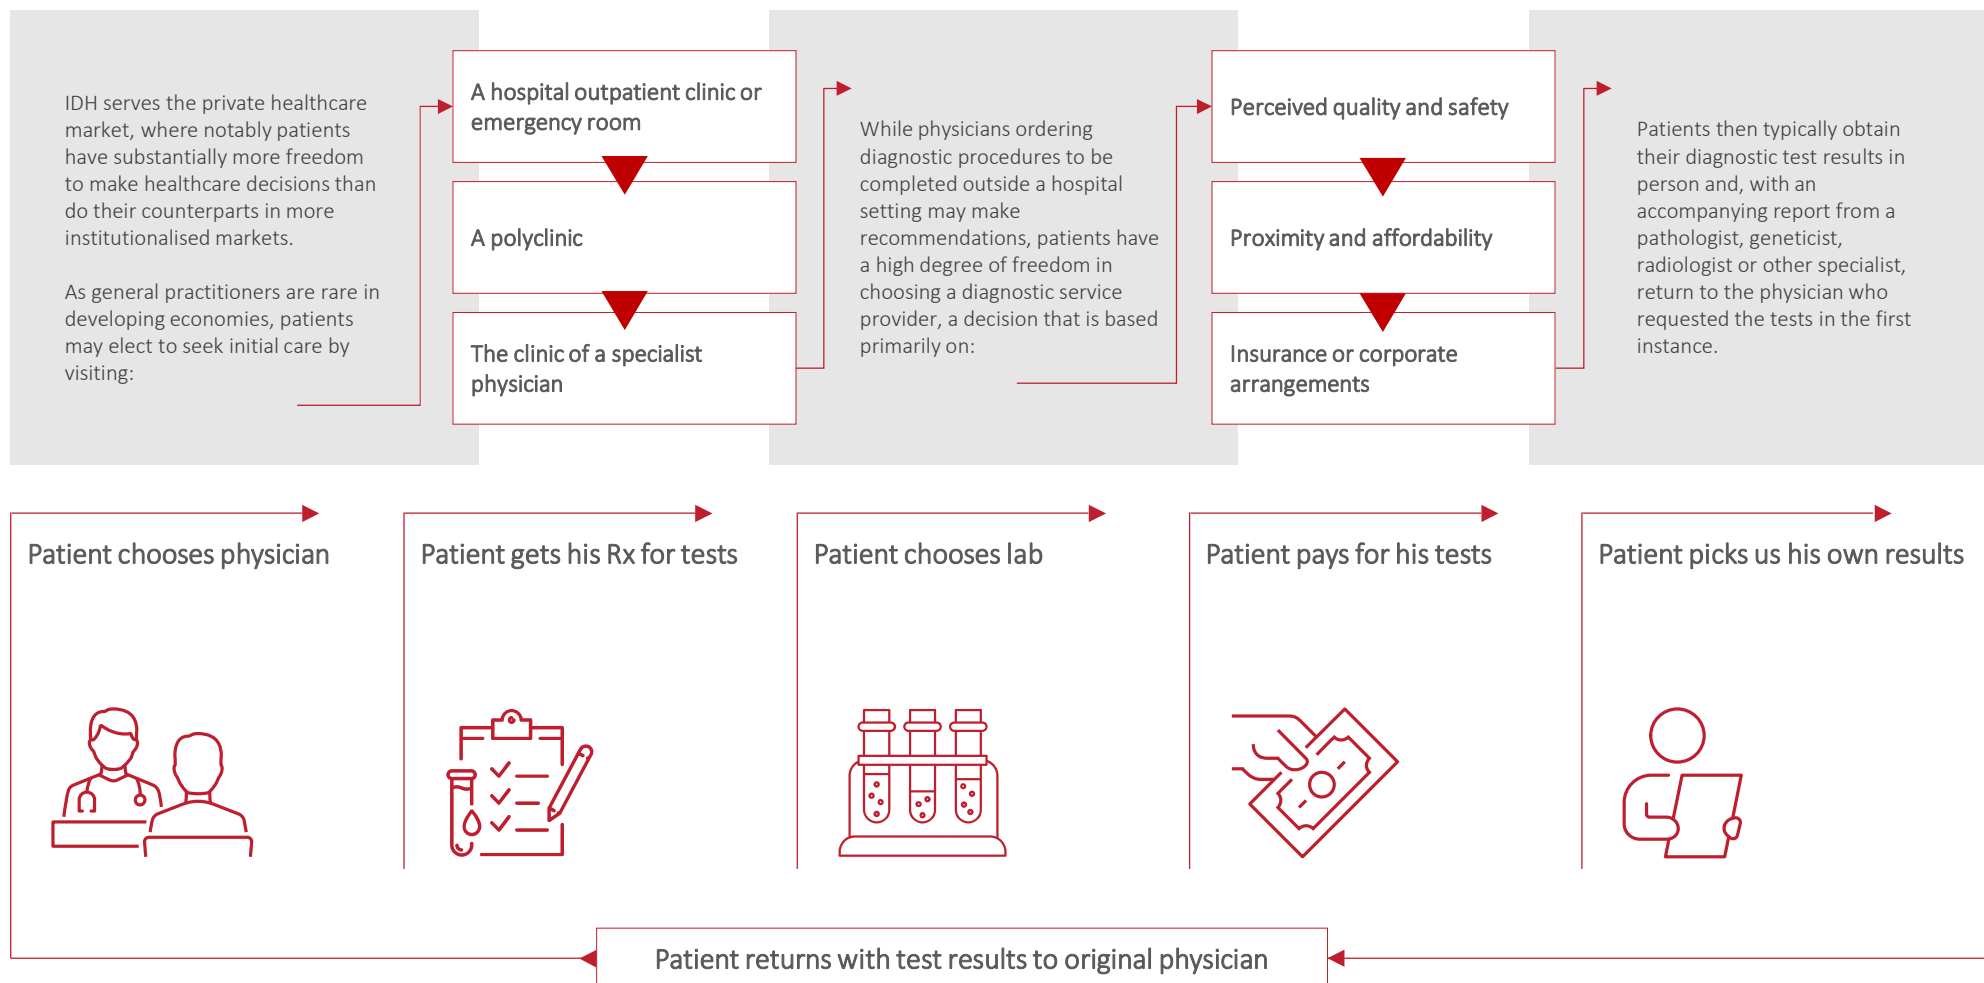 IDH serves the private healthcare
market, where notably patients
have substantially more freedom
to make healthcare decisions than
do their counterparts in more
institutionalised markets.
As general practitioners are rare in
developing economies, patients
may elect to seek initial care by
visiting:
A hospital outpatient clinic or
emergency room
A polyclinic
The clinic of a specialist
physician
While physicians ordering
diagnostic procedures to be
completed outside a hospital
setting may make
recommendations, patients have
a high degree of freedom in
choosing a diagnostic service
provider, a decision that is based
primarily on:
Perceived quality and safety
Proximity and affordability
Insurance or corporate
arrangements
Patients then typically obtain
their diagnostic test results in
person and, with an
accompanying report from a
pathologist, geneticist,
radiologist or other specialist,
return to the physician who
requested the tests in the first
instance.
Patient chooses physician
Patient gets his Rx for tests
Patient chooses lab
Patient pays for his tests
Patient picks us his own results
Patient returns with test results to original physician